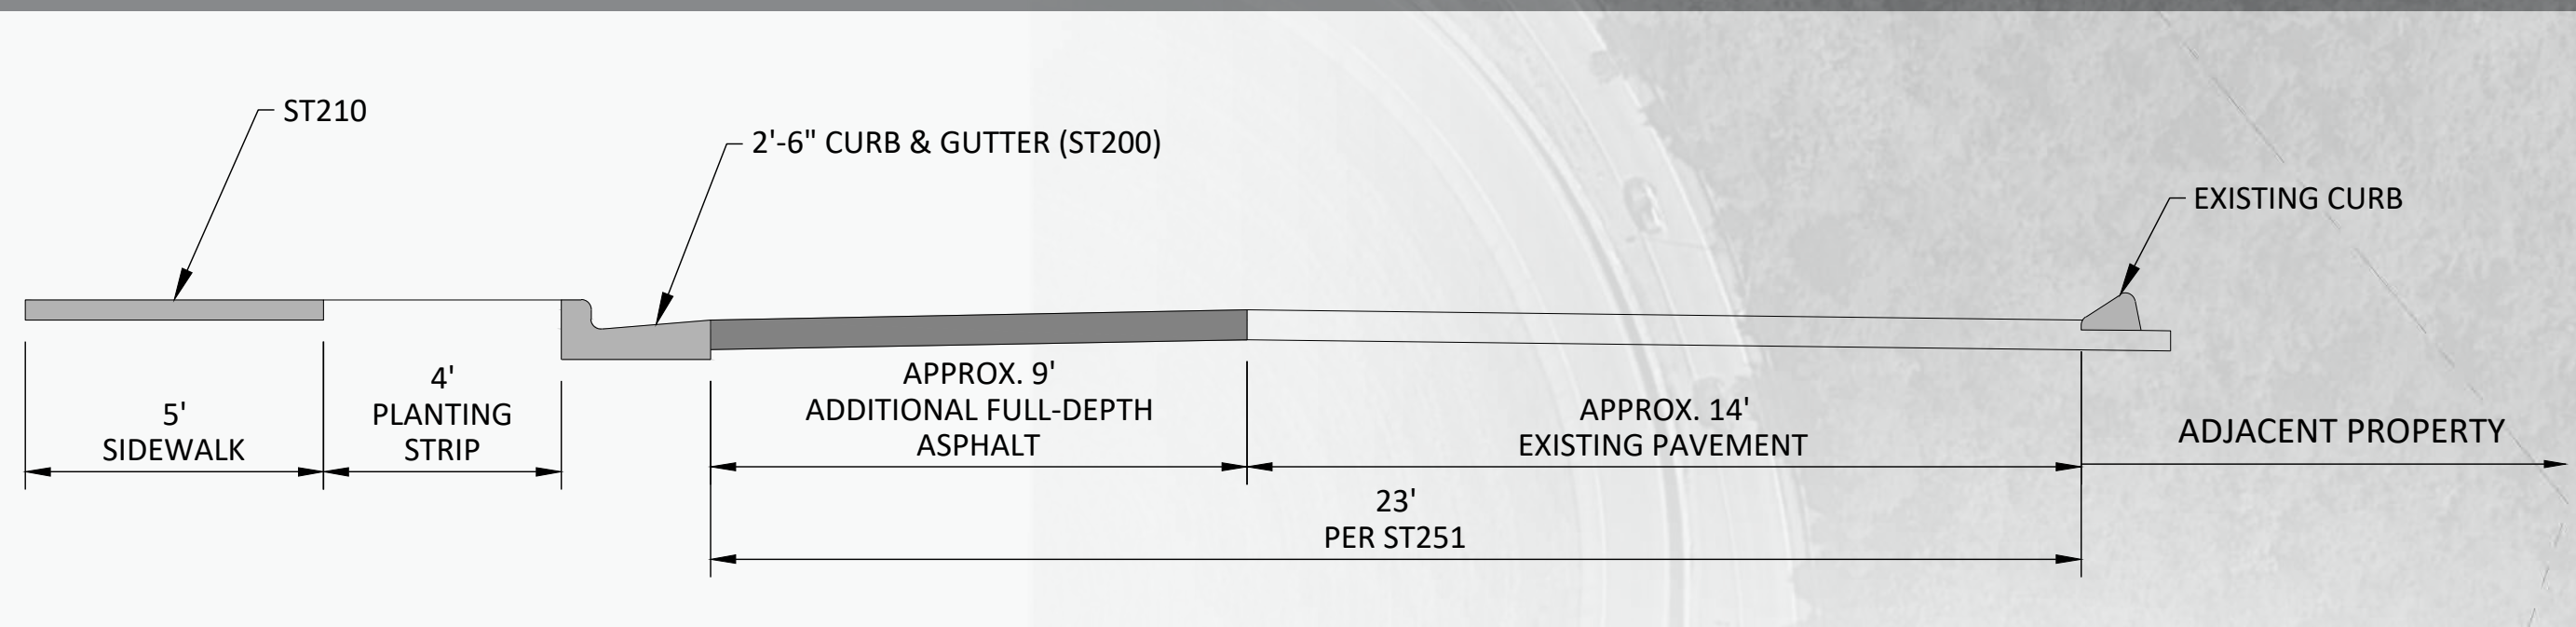 ST210
2'-6" CURB & GUTTER (ST200)
EXISTING CURB
5'
SIDEWALK
4'
PLANTING
STRIP
APPROX. 9'
ADDITIONAL FULL-DEPTH
ASPHALT
APPROX. 14'
EXISTING PAVEMENT
ADJACENT PROPERTY
23'
PER ST251